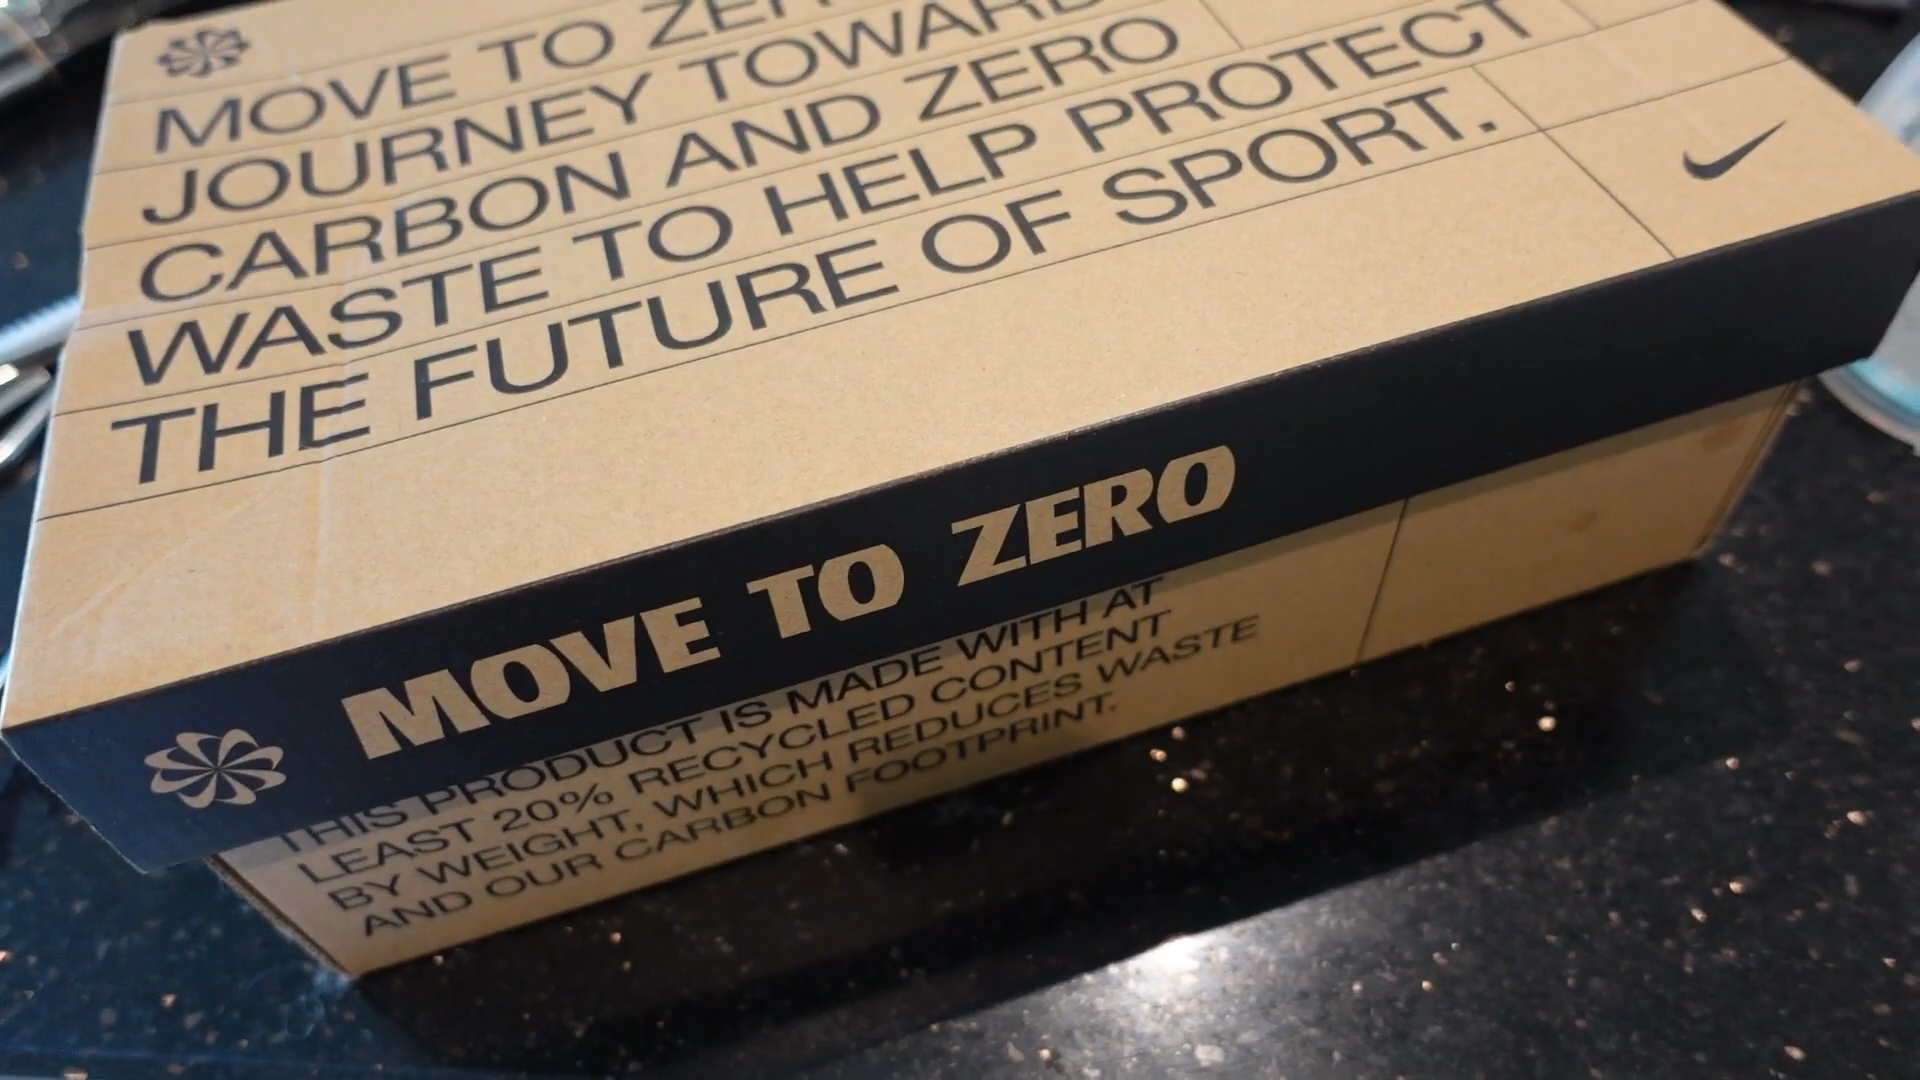 MOVE TO
JOURNEY TOWARD
CARBON AND ZERO
WASTE TO HELP PROTECT
THE FUTURE OF SPORT.
MOVE TO ZERO
THIS PRODUCT IS MADE WITH AT
LEAST 20% RECYCLED CONTENT
BY WEIGHT, WHICH REDUCES WASTE
AND OUR CARBON FOOTPRINT.